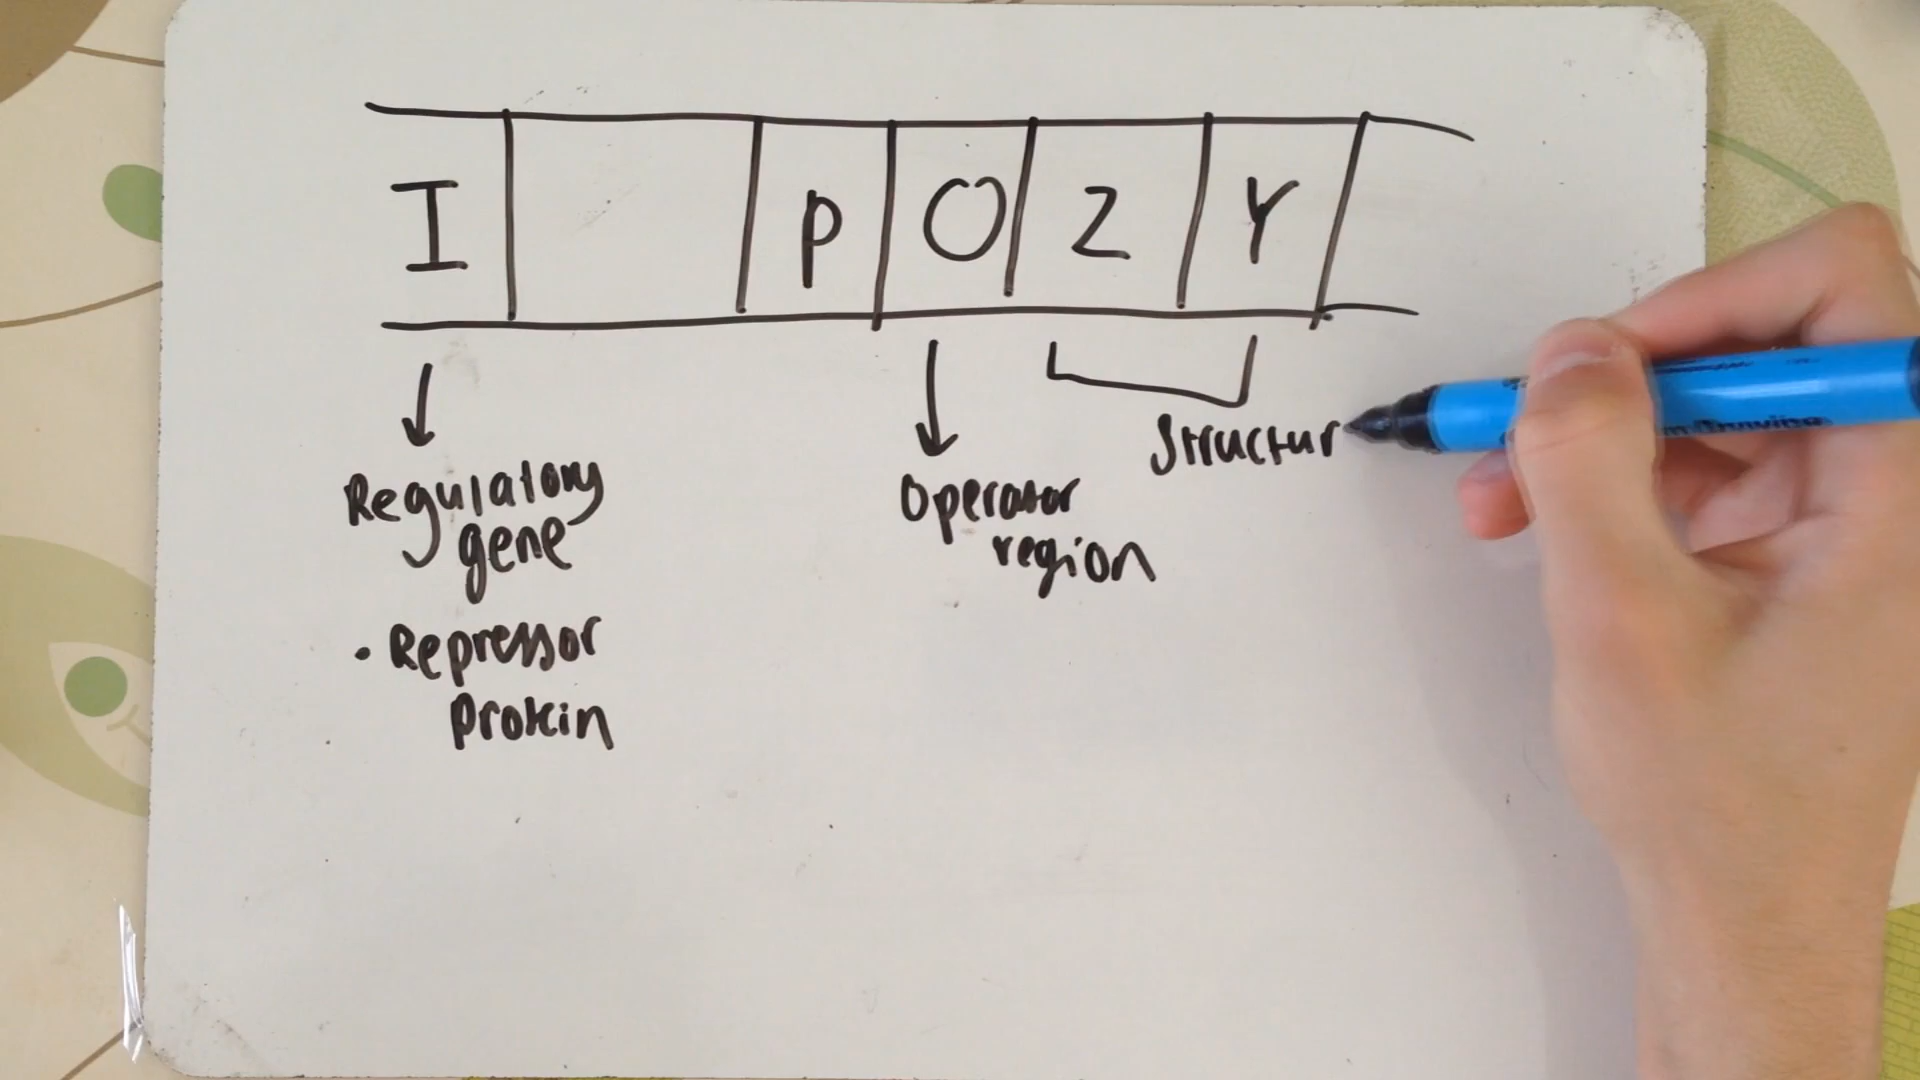 I P O Z Y
Regulatory
gene
• Repressor
protein
Operator
region
Structur